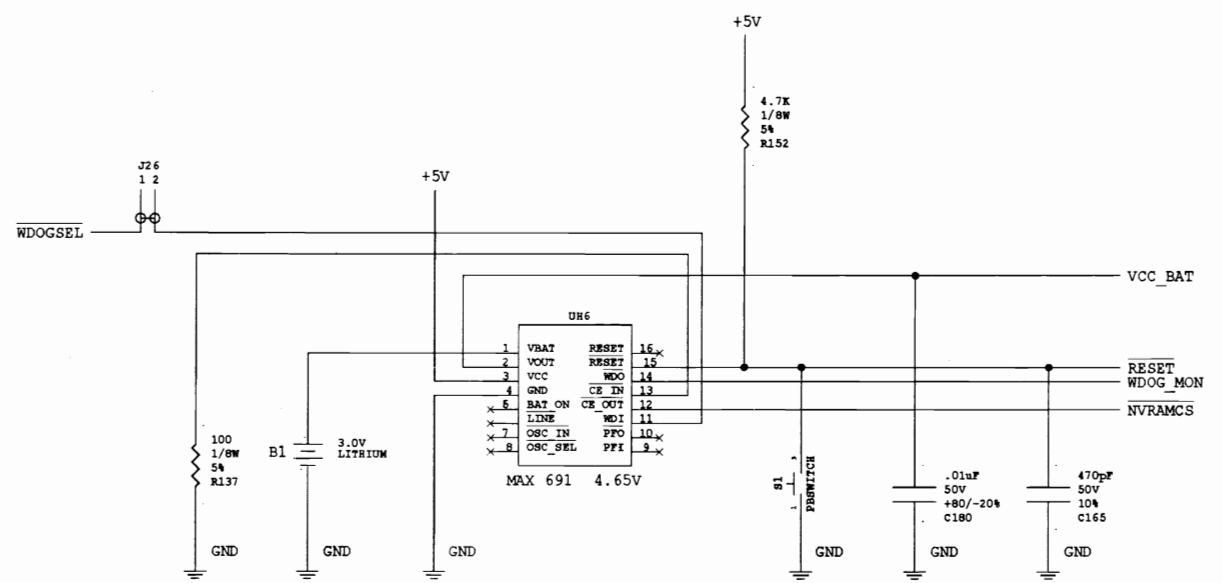 +5V
4.7K
1/8W
5%
R152
J26
1 2
+5V
WDOGSEL
VCC_BAT
UH6
1 VBAT RESET 16
2 VOUT RESET 15
3 VCC WDO 14
4 GND CE_IN 13
5 BAT_ON CE_OUT 12
LINE WDI 11
7 OSC_IN PFO 10
8 OSC_SEL PFI 9
MAX 691 4.65V
RESET
WDOG_MON
NVRAMCS
100
1/8W
5%
R137
B1
3.0V
LITHIUM
S1
PBSWITCH
1
.01uF
50V
+80/-20%
C180
470pF
50V
10%
C165
GND
GND
GND
GND
GND
GND